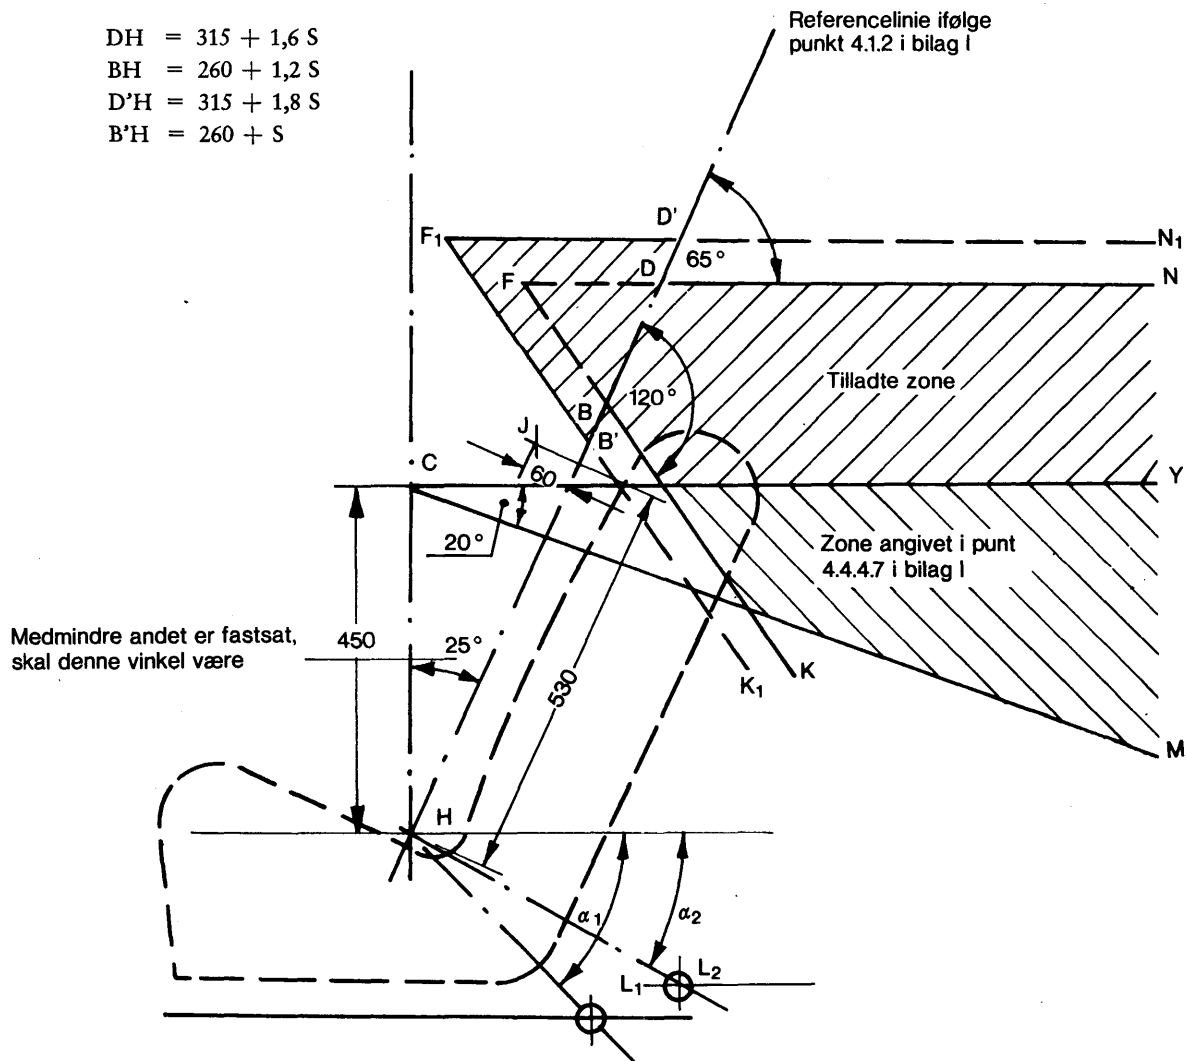 DH = 315 + 1,6 S
BH = 260 + 1,2 S
D'H = 315 + 1,8 S
B'H = 260 + S
Referencelinie ifølge
punkt 4.1.2 i bilag I
F₁
D'
N₁
65°
F
D
N
Tilladte zone
120°
B
J
B'
C
60
Y
20°
Zone angivet i punt
4.4.4.7 i bilag I
Medmindre andet er fastsat,
skal denne vinkel være
450
25°
530
K₁
K
M
H
α₁
α₂
L₁
L₂